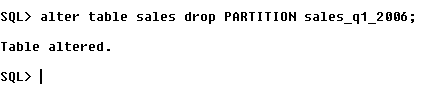 SQL> alter table sales drop PARTITION sales_q1_2006;
Table altered.
SQL>